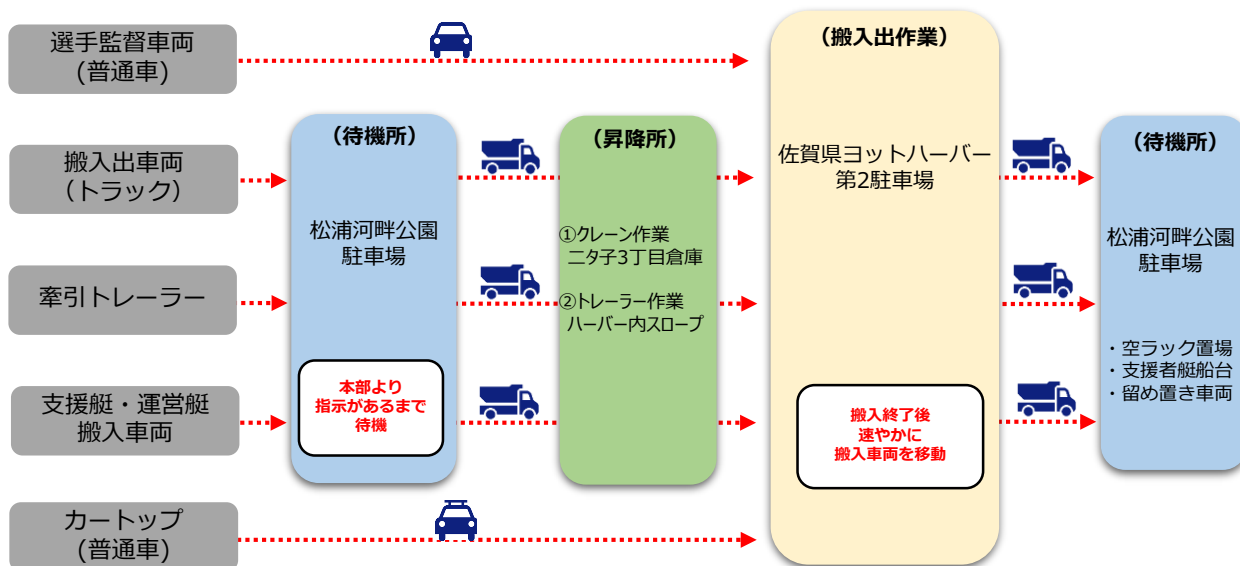 選手監督車両
(普通車)
搬入出車両
（トラック）
牽引トレーラー
支援艇・運営艇
搬入車両
カートップ
(普通車)
（待機所）
松浦河畔公園
駐車場
本部より
指示があるまで
待機
（昇降所）
①クレーン作業
二タ子3丁目倉庫
②トレーラー作業
ハーバー内スロープ
（搬入出作業）
佐賀県ヨットハーバー
第2駐車場
搬入終了後
速やかに
搬入車両を移動
（待機所）
松浦河畔公園
駐車場
・空ラック置場
・支援者艇船台
・留め置き車両